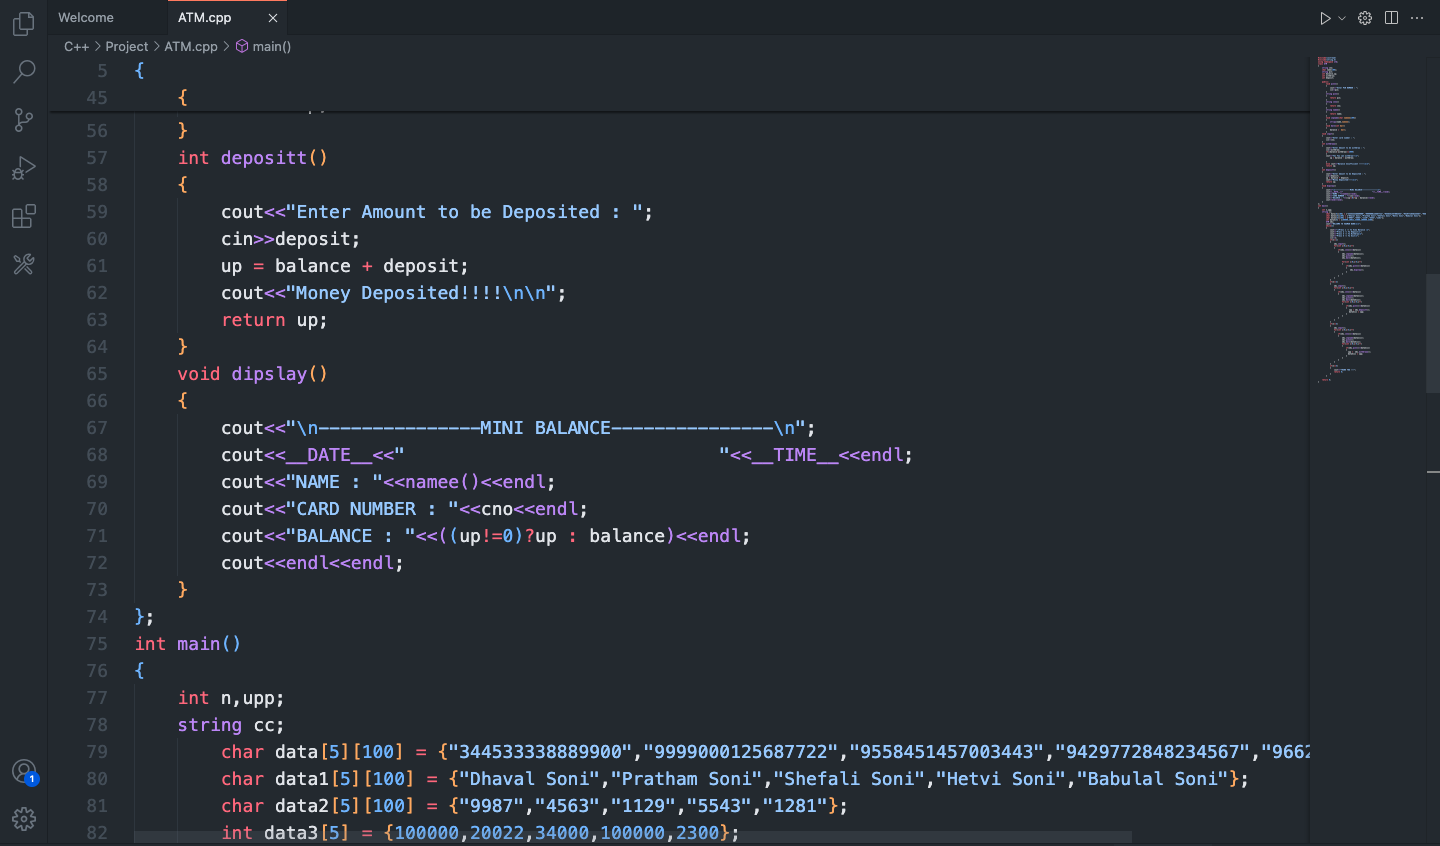 Welcome
ATM.cpp
C++ > Project > ATM.cpp > main()
5 {
45 {
56 }
57 int depositt()
58 {
59 cout<<"Enter Amount to be Deposited : ";
60 cin>>deposit;
61 up = balance + deposit;
62 cout<<"Money Deposited!!!!\n\n";
63 return up;
64 }
65 void dipslay()
66 {
67 cout<<"\n---------------MINI BALANCE---------------\n";
68 cout<<__DATE__<<"                             "<<__TIME__<<endl;
69 cout<<"NAME : "<<namee()<<endl;
70 cout<<"CARD NUMBER : "<<cno<<endl;
71 cout<<"BALANCE : "<<((up!=0)?up : balance)<<endl;
72 cout<<endl<<endl;
73 }
74 };
75 int main()
76 {
77 int n,upp;
78 string cc;
79 char data[5][100] = {"344533338889900","9999000125687722","9558451457003443","9429772848234567","9662
80 char data1[5][100] = {"Dhaval Soni","Pratham Soni","Shefali Soni","Hetvi Soni","Babulal Soni"};
81 char data2[5][100] = {"9987","4563","1129","5543","1281"};
82 int data3[5] = {100000,20022,34000,100000,2300};
1